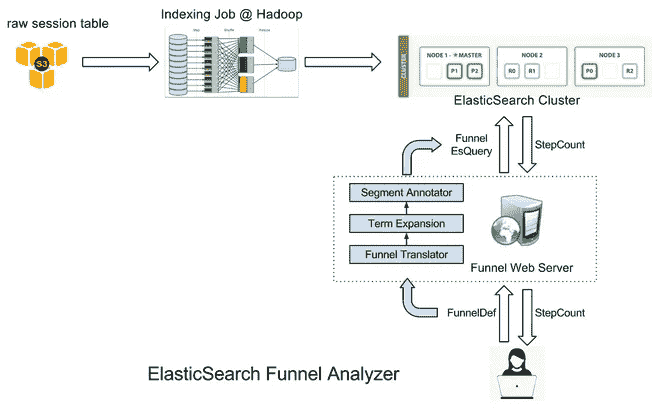 raw session table
S3
Indexing Job @ Hadoop
Map
Shuffle
Reduce
CLUSTER
NODE 1 - ★ MASTER
P1 P2
NODE 2
R0 R1
NODE 3
P0 R2
ElasticSearch Cluster
Funnel
EsQuery
StepCount
Segment Annotator
Term Expansion
Funnel Translator
Funnel Web Server
FunnelDef
StepCount
ElasticSearch Funnel Analyzer